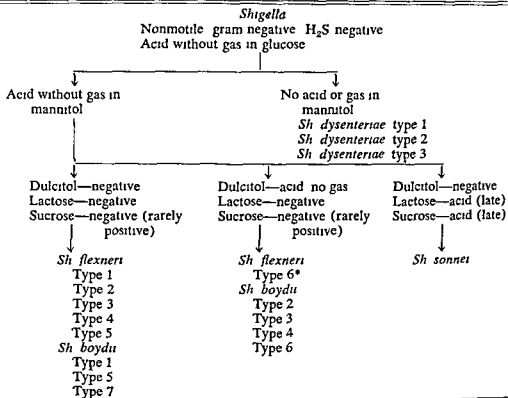 Shigella
Nonmotile gram negative H₂S negative
Acid without gas in glucose
Acid without gas in
mannitol
No acid or gas in
mannitol
Sh dysenteriae type 1
Sh dysenteriae type 2
Sh dysenteriae type 3
Dulcitol—negative
Lactose—negative
Sucrose—negative (rarely
positive)
Dulcitol—acid no gas
Lactose—negative
Sucrose—negative (rarely
positive)
Dulcitol—negative
Lactose—acid (late)
Sucrose—acid (late)
Sh flexneri
Type 1
Type 2
Type 3
Type 4
Type 5
Sh boydii
Type 1
Type 5
Type 7
Sh flexneri
Type 6*
Sh boydii
Type 2
Type 3
Type 4
Type 6
Sh sonnei